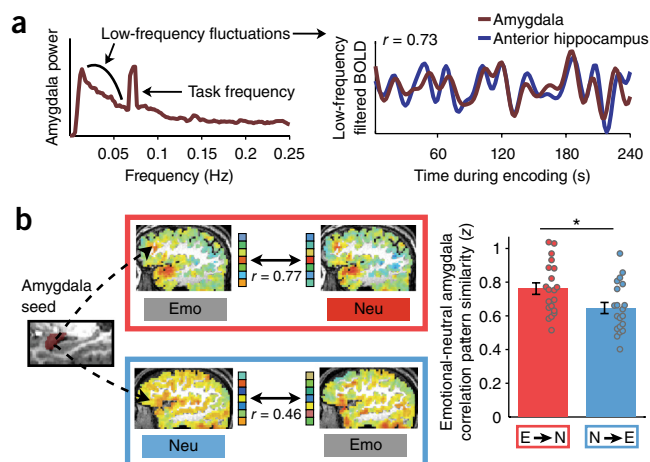 a
Low-frequency fluctuations
Task frequency
Amygdala power
0.05 0.1 0.15 0.2 0.25
Frequency (Hz)
r = 0.73
Amygdala
Anterior hippocampus
Low-frequency
filtered BOLD
60 120 180 240
Time during encoding (s)
b
Amygdala
seed
r = 0.77
Emo
Neu
r = 0.46
Neu
Emo
Emotional-neutral amygdala
correlation pattern similarity (z)
*
1
0.8
0.6
0.4
0.2
0
E → N
N → E